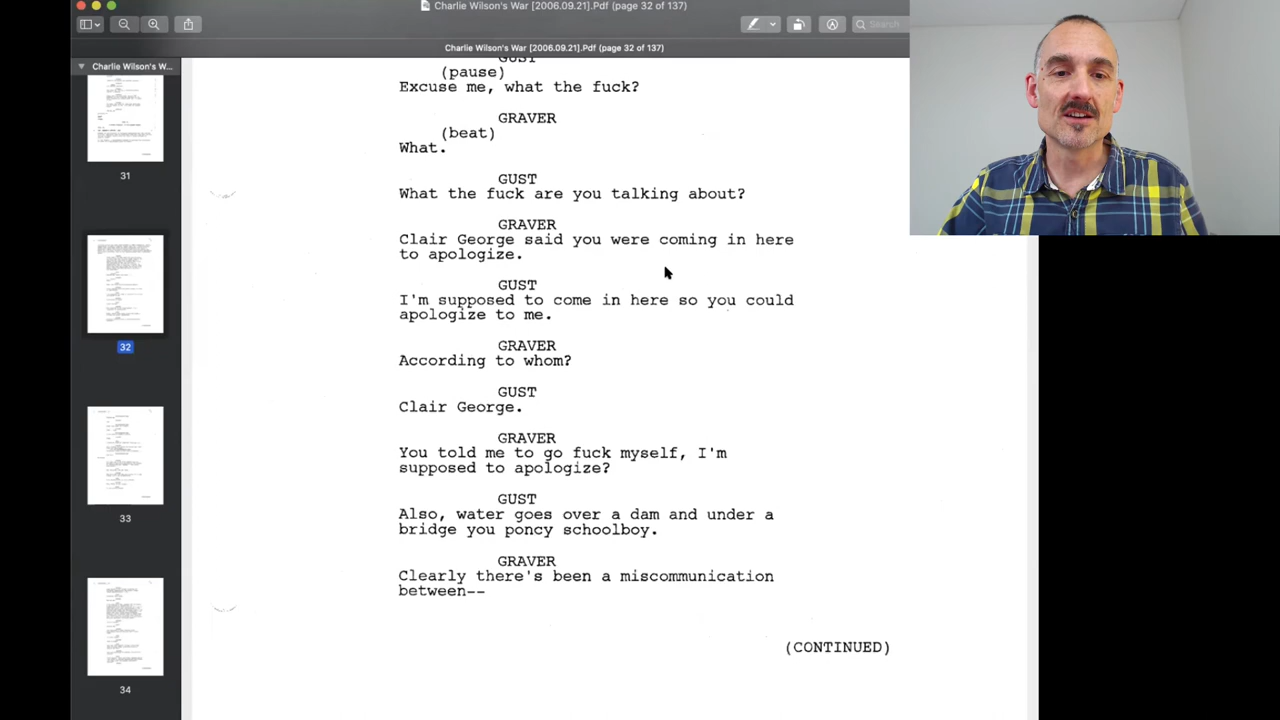 Charlie Wilson's War [2006.09.21].Pdf (page 32 of 137)
Search
Charlie Wilson's War [2006.09.21].Pdf (page 32 of 137)
Charlie Wilson's W...
31
32
33
34
GUST
(pause)
Excuse me, what the fuck?
GRAVER
(beat)
What.
GUST
What the fuck are you talking about?
GRAVER
Clair George said you were coming in here
to apologize.
GUST
I'm supposed to come in here so you could
apologize to me.
GRAVER
According to whom?
GUST
Clair George.
GRAVER
You told me to go fuck myself, I'm
supposed to apologize?
GUST
Also, water goes over a dam and under a
bridge you poncy schoolboy.
GRAVER
Clearly there's been a miscommunication
between--
(CONTINUED)